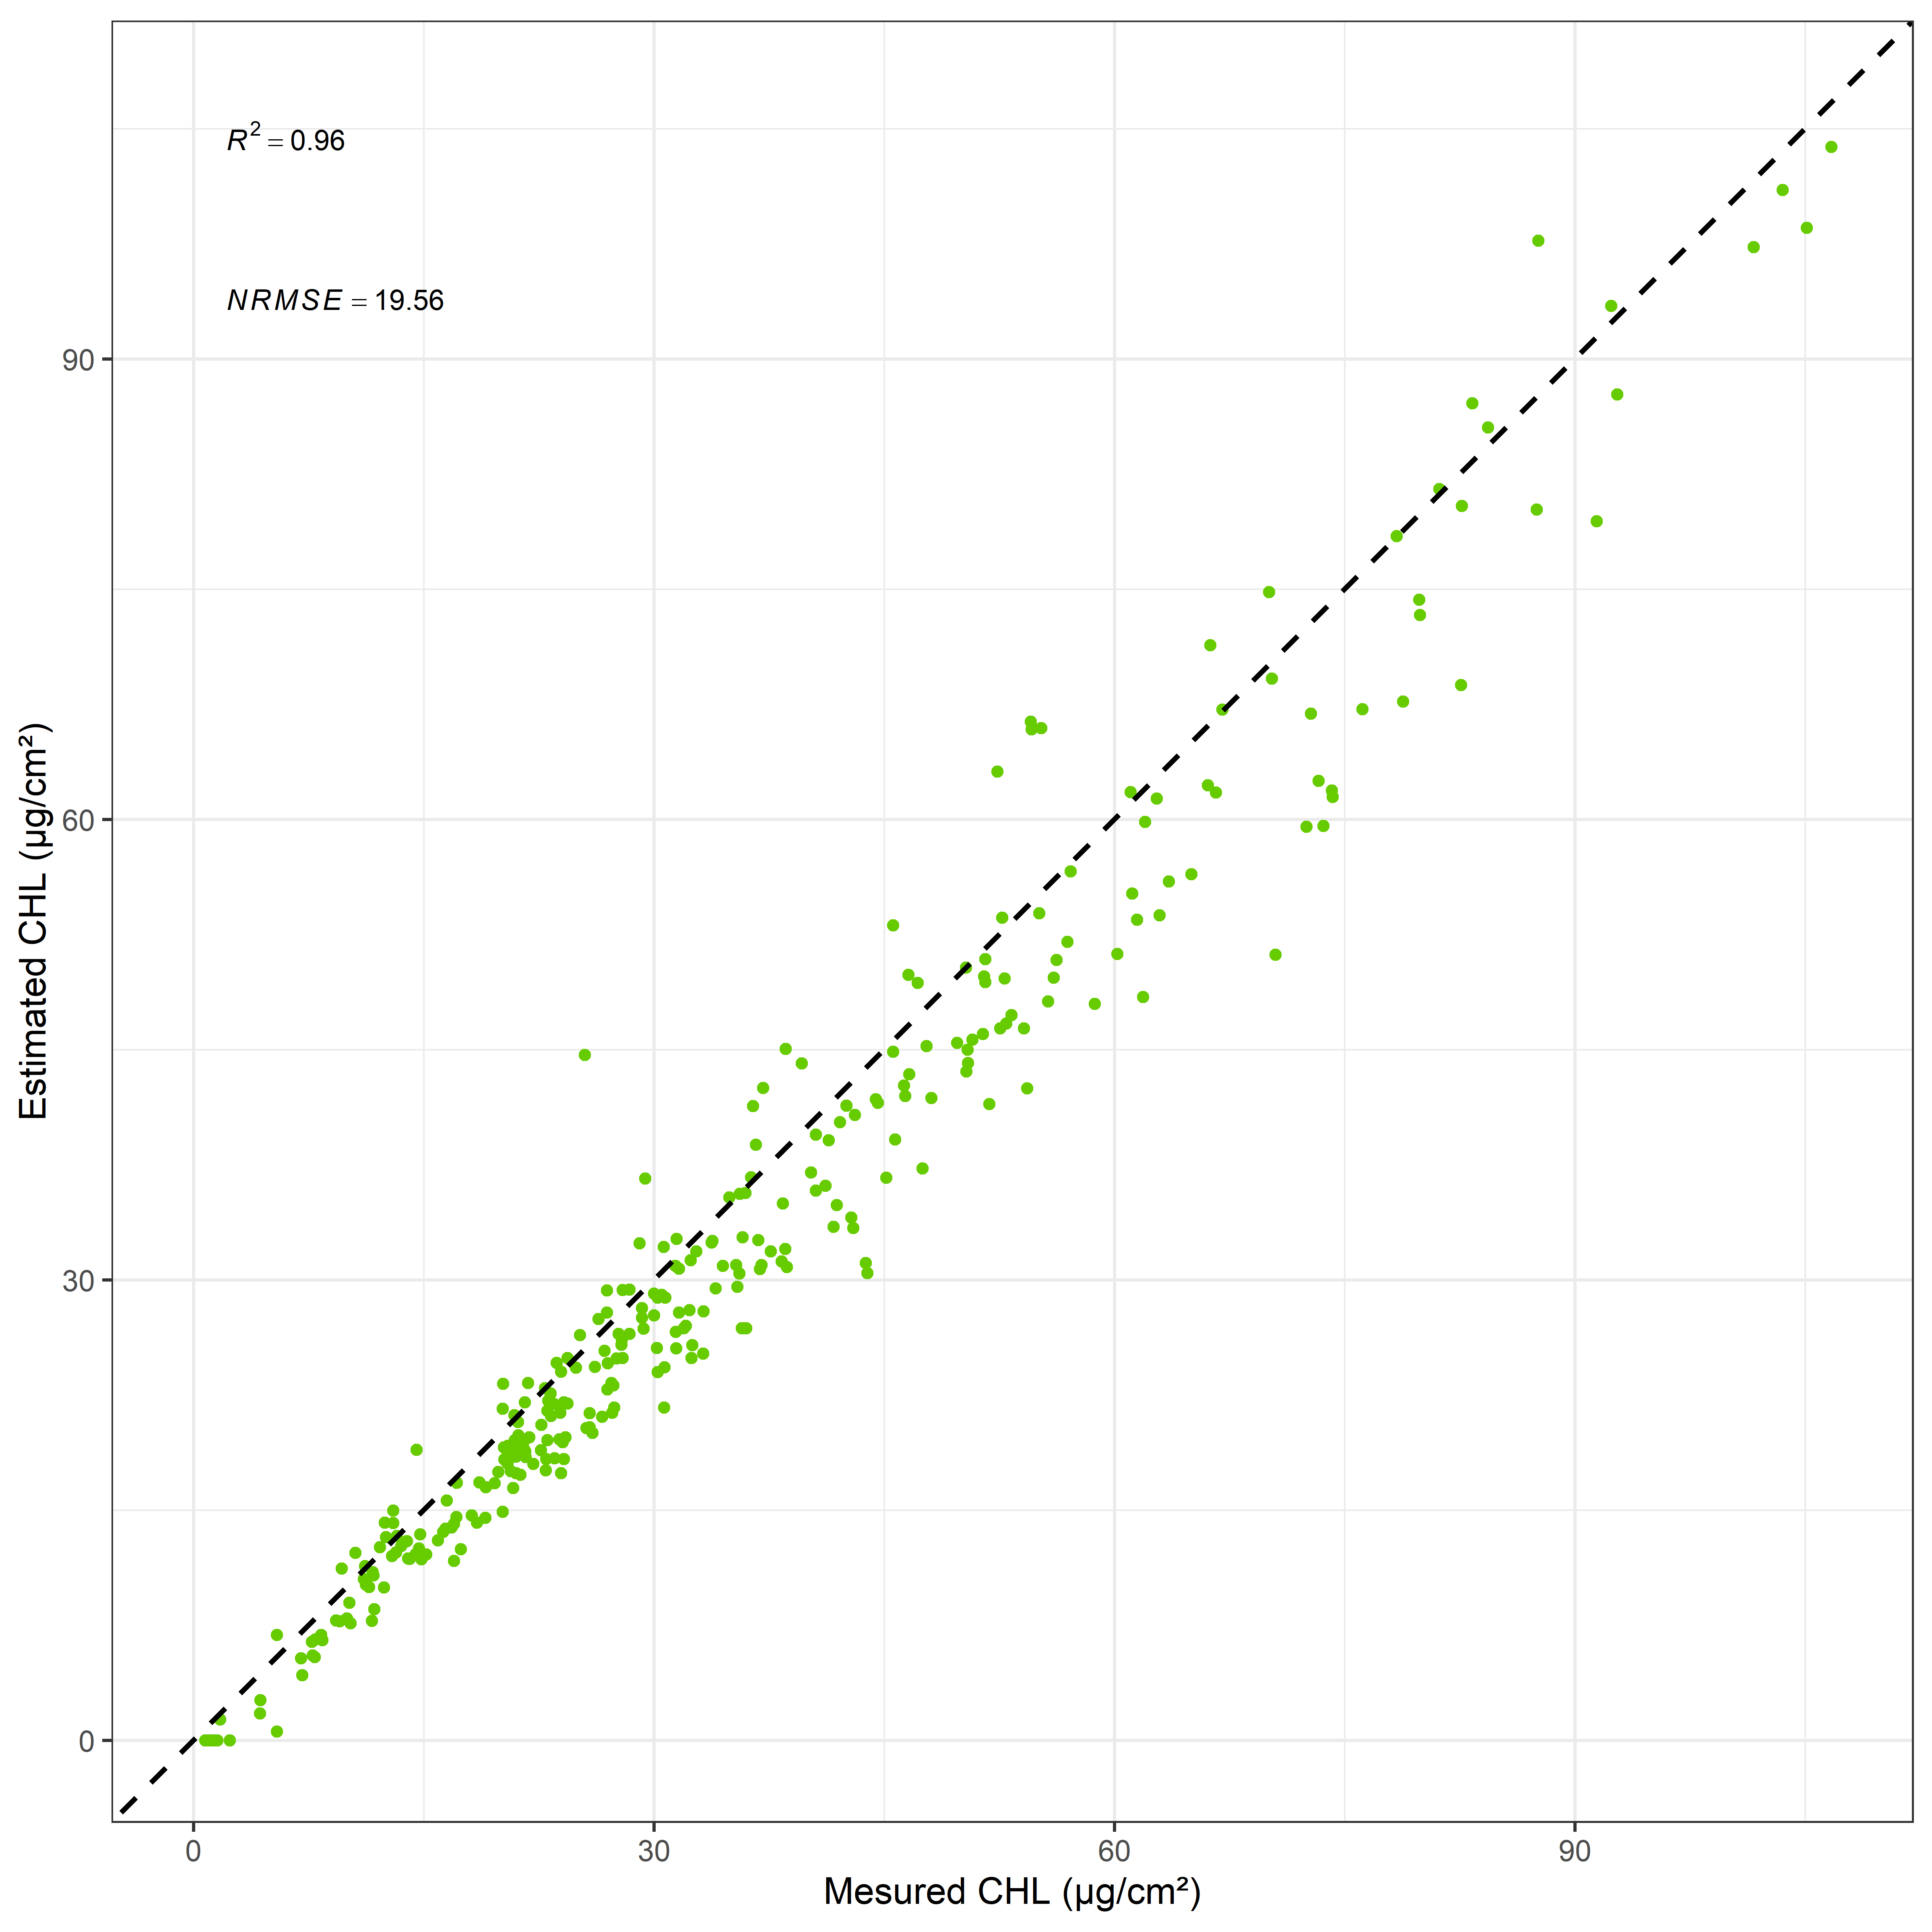 R² = 0.96
NRMSE = 19.56
90
60
30
0
Estimated CHL (µg/cm²)
0 30 60 90
Mesured CHL (µg/cm²)